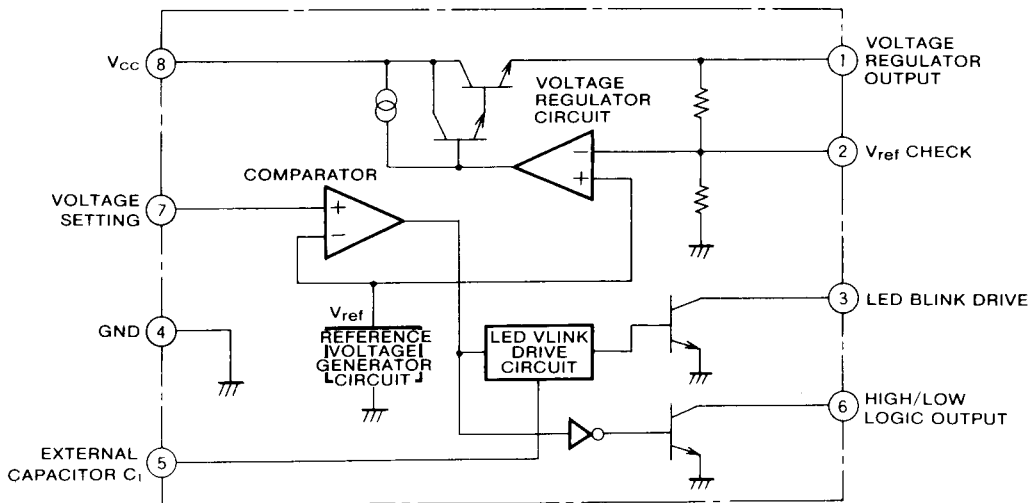 VCC
8
VOLTAGE
REGULATOR
CIRCUIT
1
VOLTAGE
REGULATOR
OUTPUT
−
+
2
Vref CHECK
COMPARATOR
VOLTAGE
SETTING
7
+
−
Vref
REFERENCE
VOLTAGE
GENERATOR
CIRCUIT
GND
4
LED VLINK
DRIVE
CIRCUIT
3
LED BLINK DRIVE
6
HIGH/LOW
LOGIC OUTPUT
EXTERNAL
CAPACITOR C1
5